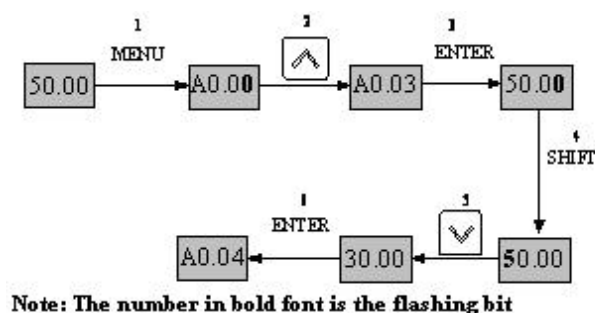 1
MENU
2
3
ENTER
50.00
A0.00
A0.03
50.00
4
SHIFT
5
6
ENTER
A0.04
30.00
50.00
Note: The number in bold font is the flashing bit